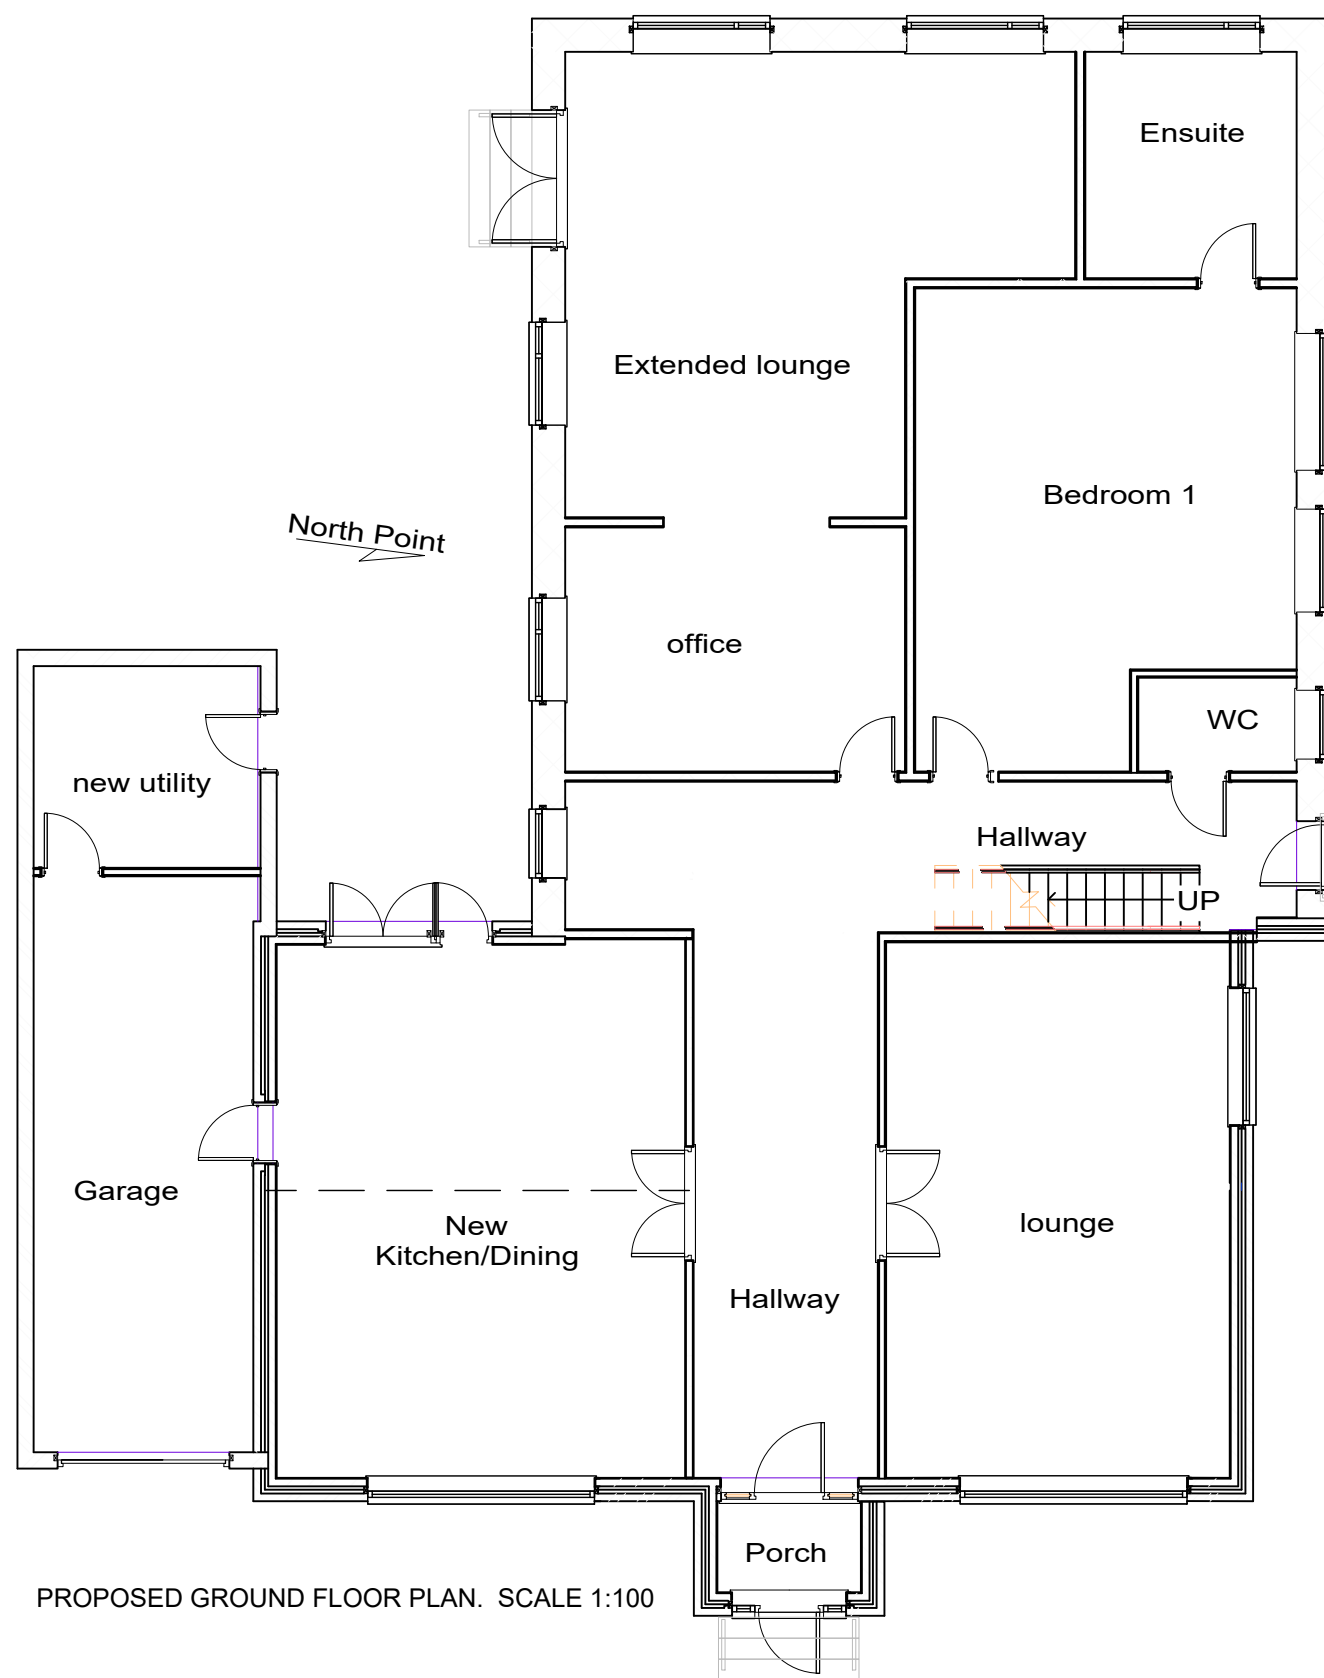 Ensuite
Extended lounge
Bedroom 1
North Point
office
WC
new utility
Hallway
UP
Garage
New
Kitchen/Dining
lounge
Hallway
Porch
PROPOSED GROUND FLOOR PLAN. SCALE 1:100